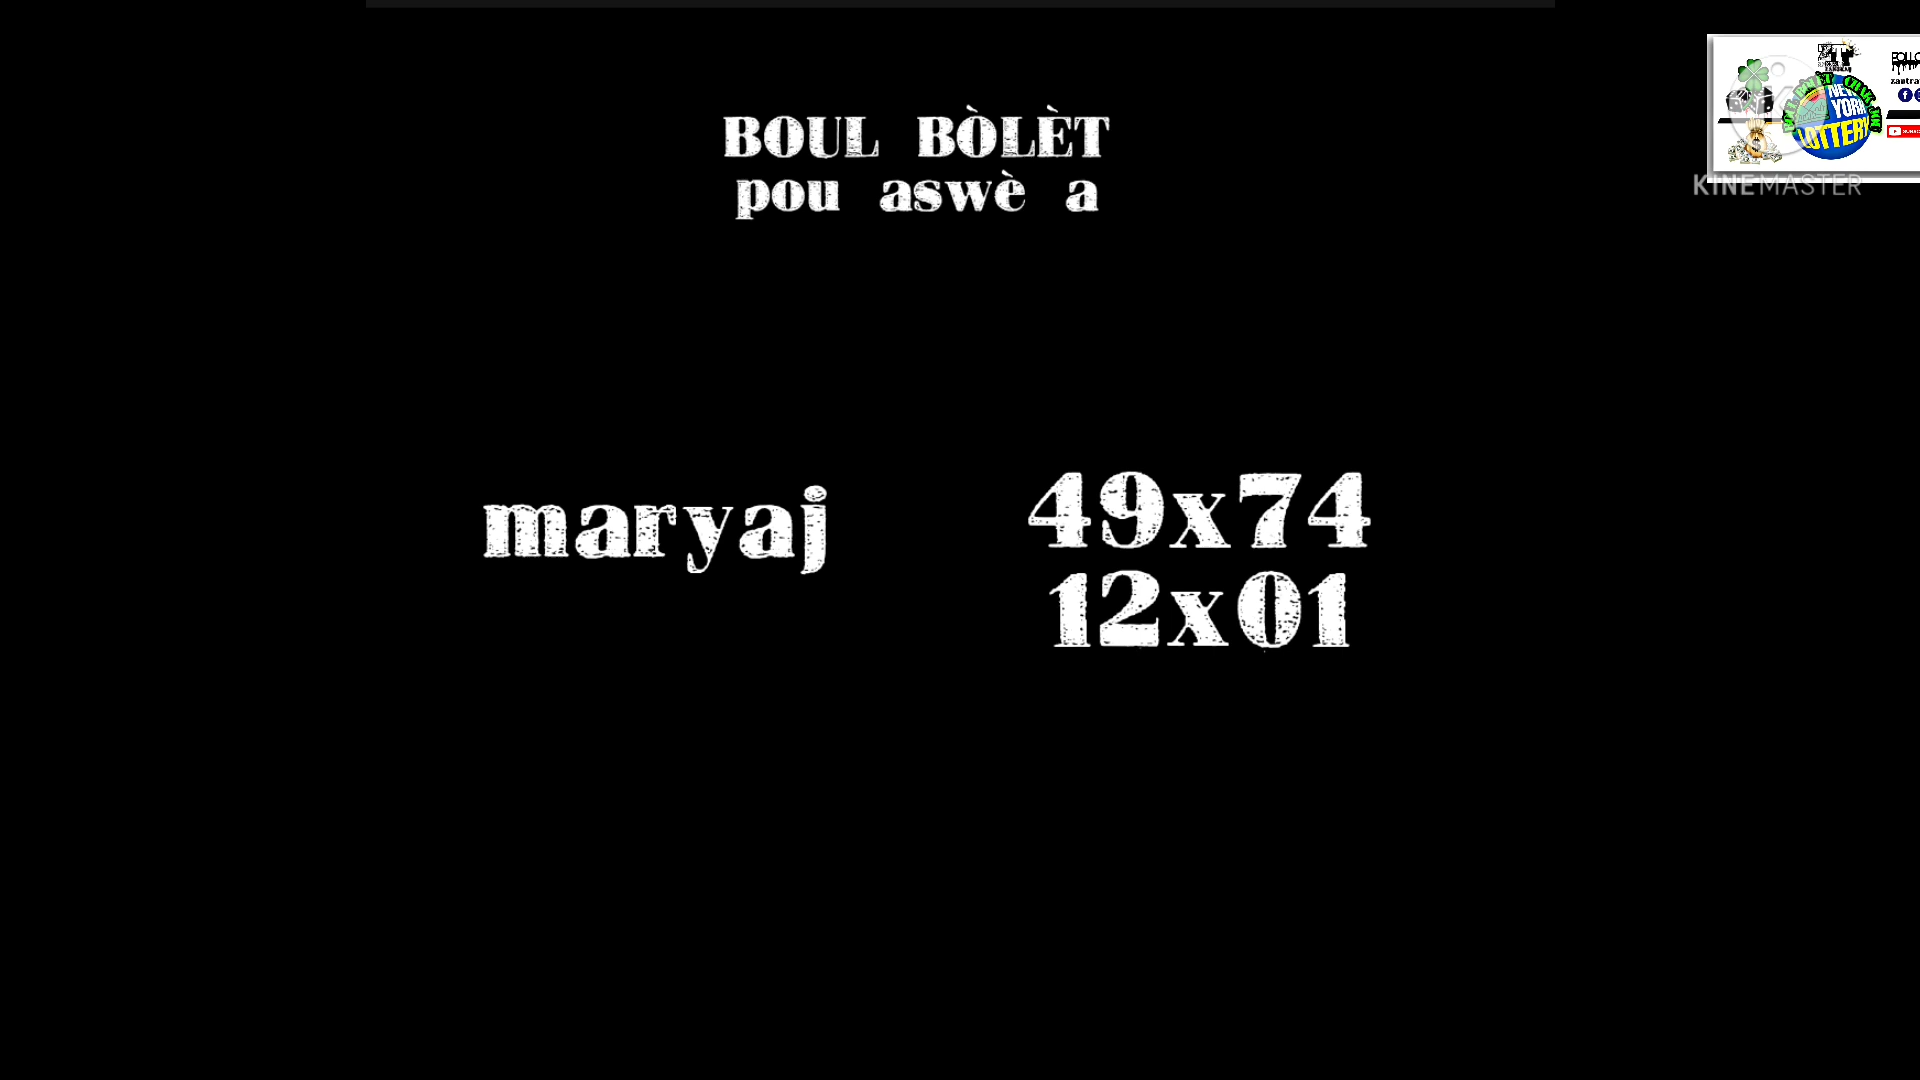 BOUL BÒLÈT
pou aswè a
maryaj
49x74
12x01
NEW
YORK
LOTTERY
KINEMASTER